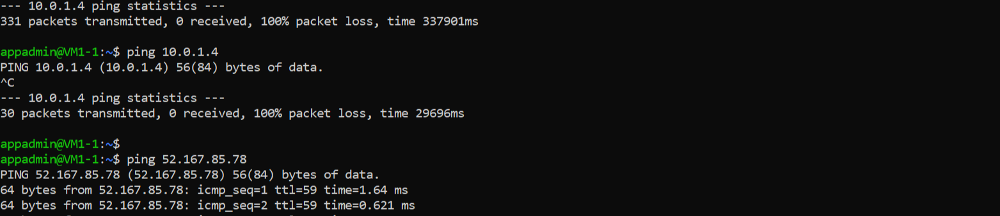 --- 10.0.1.4 ping statistics ---
331 packets transmitted, 0 received, 100% packet loss, time 337901ms
appadmin@VM1-1:~$ ping 10.0.1.4
PING 10.0.1.4 (10.0.1.4) 56(84) bytes of data.
^C
--- 10.0.1.4 ping statistics ---
30 packets transmitted, 0 received, 100% packet loss, time 29696ms
appadmin@VM1-1:~$
appadmin@VM1-1:~$ ping 52.167.85.78
PING 52.167.85.78 (52.167.85.78) 56(84) bytes of data.
64 bytes from 52.167.85.78: icmp_seq=1 ttl=59 time=1.64 ms
64 bytes from 52.167.85.78: icmp_seq=2 ttl=59 time=0.621 ms